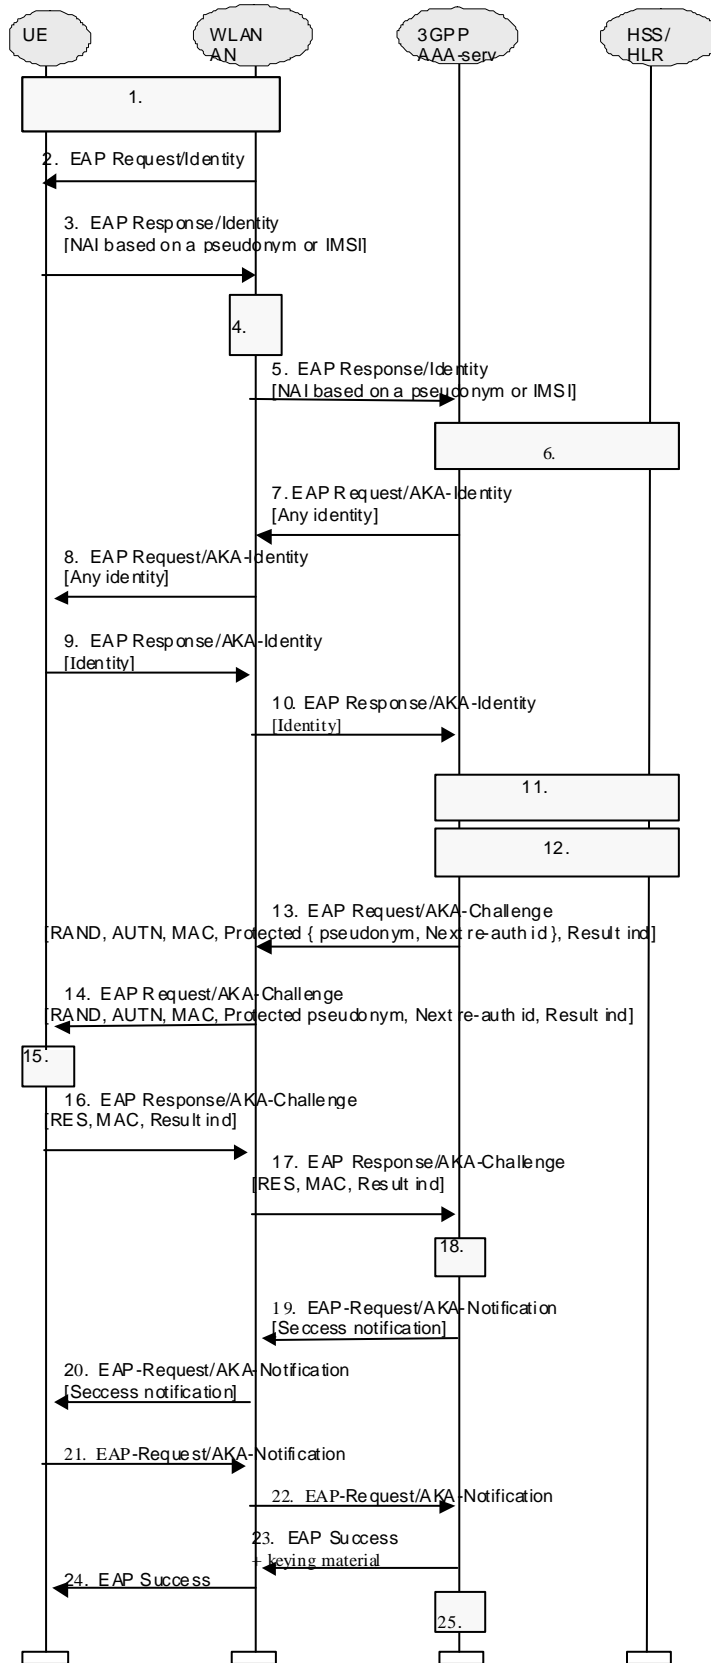 UE
WLAN
AN
3GPP
AAA-serv
HSS/
HLR
1.
2. EAP Request/Identity
3. EAP Response/Identity
[NAI based on a pseudonym or IMSI]
4.
5. EAP Response/Identity
[NAI based on a pseudonym or IMSI]
6.
7. EAP Request/AKA-Identity
[Any identity]
8. EAP Request/AKA-Identity
[Any identity]
9. EAP Response/AKA-Identity
[Identity]
10. EAP Response/AKA-Identity
[Identity]
11.
12.
13. EAP Request/AKA-Challenge
[RAND, AUTN, MAC, Protected { pseudonym, Next re-auth id }, Result ind]
14. EAP Request/AKA-Challenge
[RAND, AUTN, MAC, Protected pseudonym, Next re-auth id, Result ind]
15.
16. EAP Response/AKA-Challenge
[RES, MAC, Result ind]
17. EAP Response/AKA-Challenge
[RES, MAC, Result ind]
18.
19. EAP-Request/AKA-Notification
[Seccess notification]
20. EAP-Request/AKA-Notification
[Seccess notification]
21. EAP-Request/AKA-Notification
22. EAP-Request/AKA-Notification
23. EAP Success
+ keying material
24. EAP Success
25.